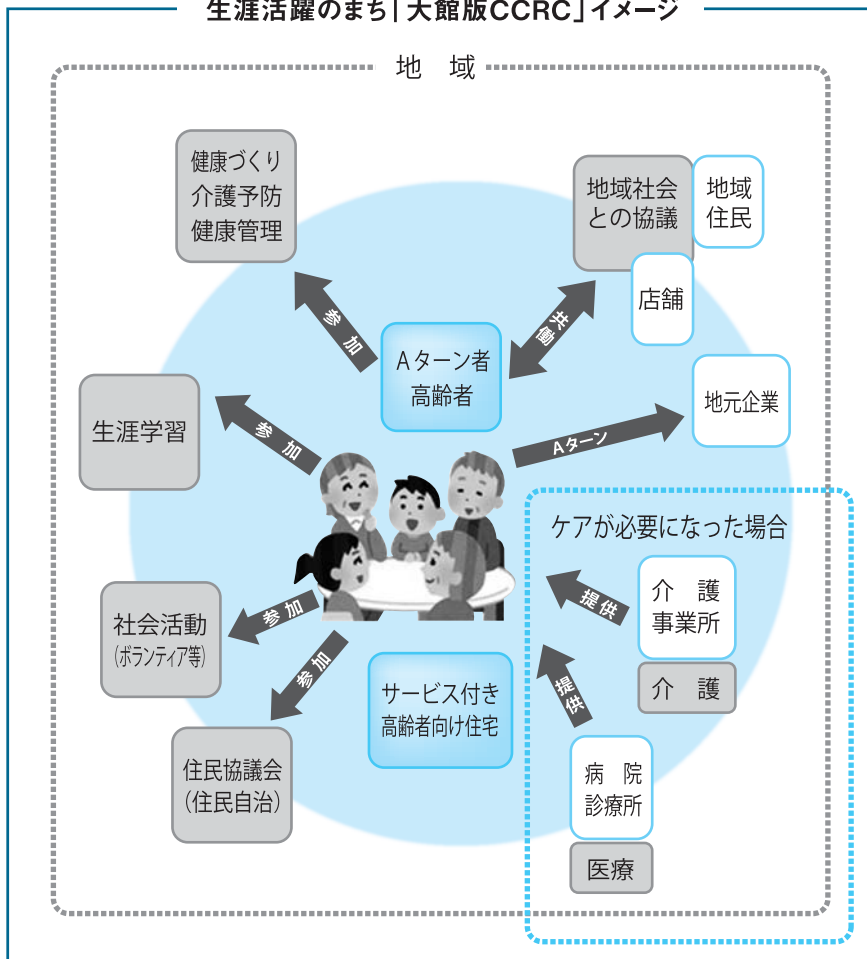 生涯活躍のまち「大館版CCRC」イメージ
地　域
健康づくり
介護予防
健康管理
地域社会
との協議
地域
住民
店舗
参加
共働
Aターン者
高齢者
地元企業
Aターン
生涯学習
参加
ケアが必要になった場合
介　護
事業所
提供
介　護
社会活動
(ボランティア等)
参加
参加
サービス付き
高齢者向け住宅
提供
住民協議会
(住民自治)
病　院
診療所
医療